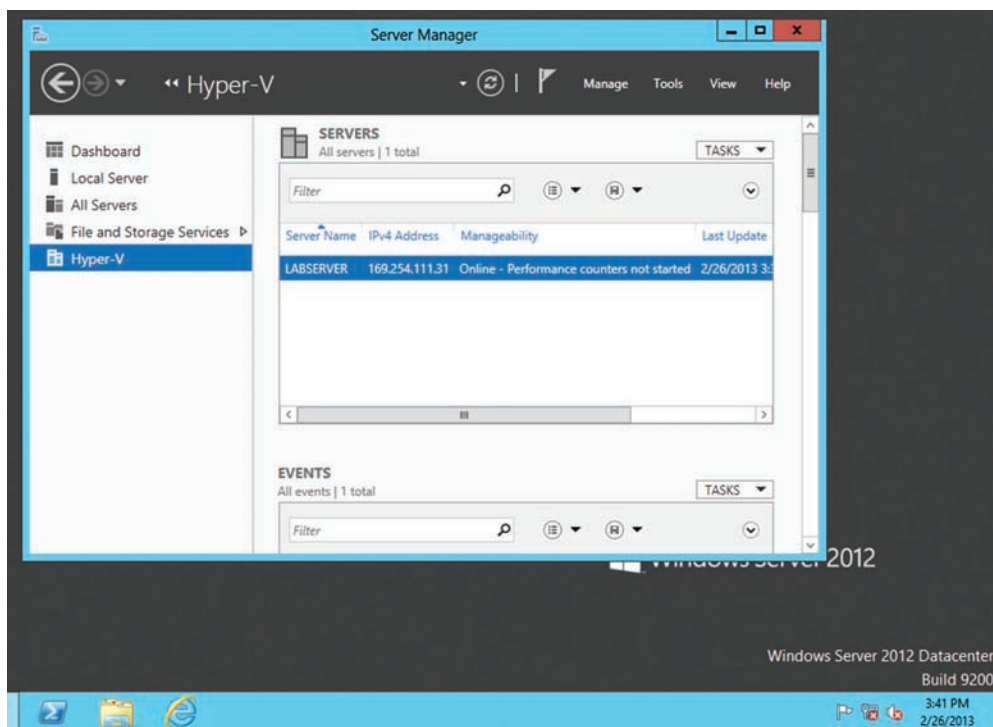 Server Manager
Hyper-V
Manage Tools View Help
Dashboard
Local Server
All Servers
File and Storage Services
Hyper-V
SERVERS
All servers | 1 total
TASKS
Filter
Server Name IPv4 Address Manageability Last Update
LABSERVER 169.254.111.31 Online - Performance counters not started 2/26/2013 3:
EVENTS
All events | 1 total
TASKS
Filter
Windows Server 2012
Windows Server 2012 Datacenter
Build 9200
3:41 PM
2/26/2013